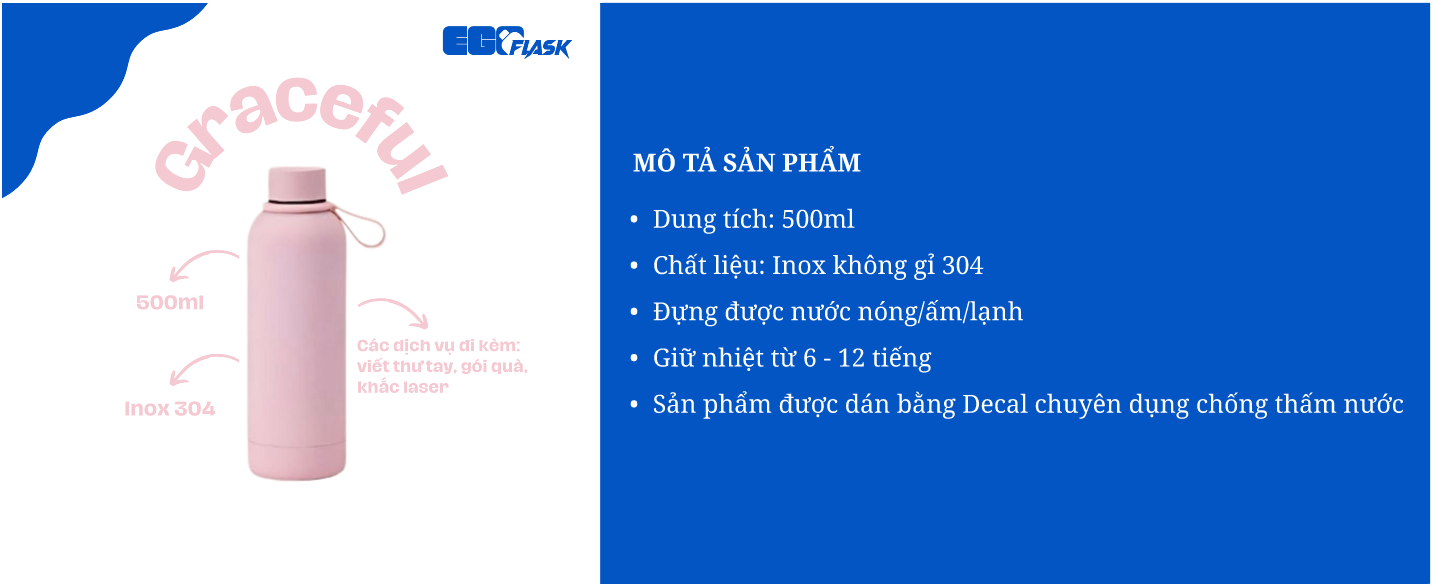 EGO FLASK
Graceful
500ml
Inox 304
Các dịch vụ đi kèm:
viết thư tay, gói quà,
khắc laser
MÔ TẢ SẢN PHẨM
• Dung tích: 500ml
• Chất liệu: Inox không gỉ 304
• Đựng được nước nóng/ấm/lạnh
• Giữ nhiệt từ 6 - 12 tiếng
• Sản phẩm được dán bằng Decal chuyên dụng chống thấm nước